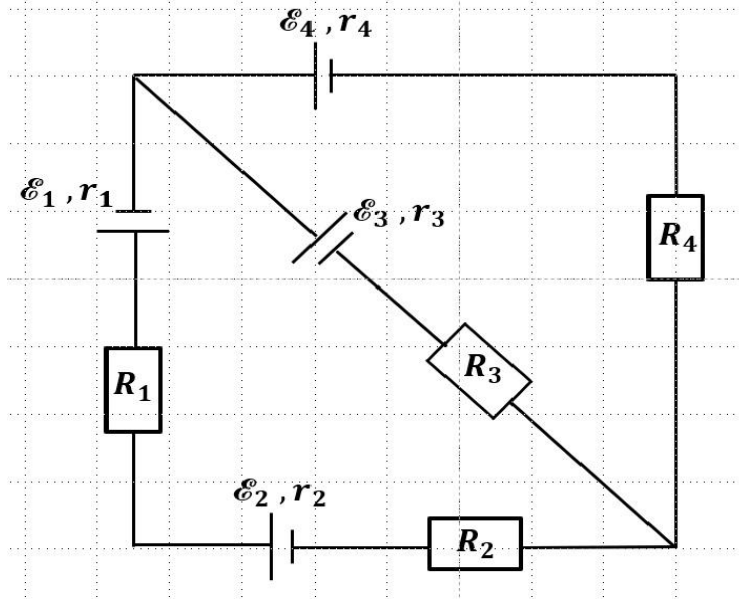 ℰ₄ , r₄
ℰ₁ , r₁
ℰ₃ , r₃
R₄
R₁
R₃
ℰ₂ , r₂
R₂